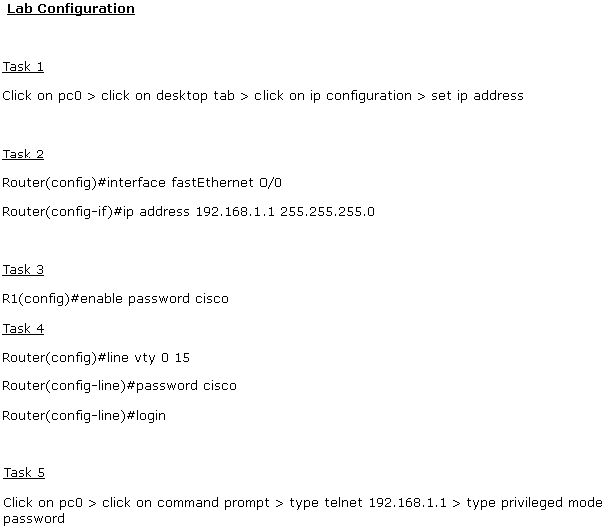 Lab Configuration
Task 1
Click on pc0 > click on desktop tab > click on ip configuration > set ip address
Task 2
Router(config)#interface fastEthernet 0/0
Router(config-if)#ip address 192.168.1.1 255.255.255.0
Task 3
R1(config)#enable password cisco
Task 4
Router(config)#line vty 0 15
Router(config-line)#password cisco
Router(config-line)#login
Task 5
Click on pc0 > click on command prompt > type telnet 192.168.1.1 > type privileged mode
password